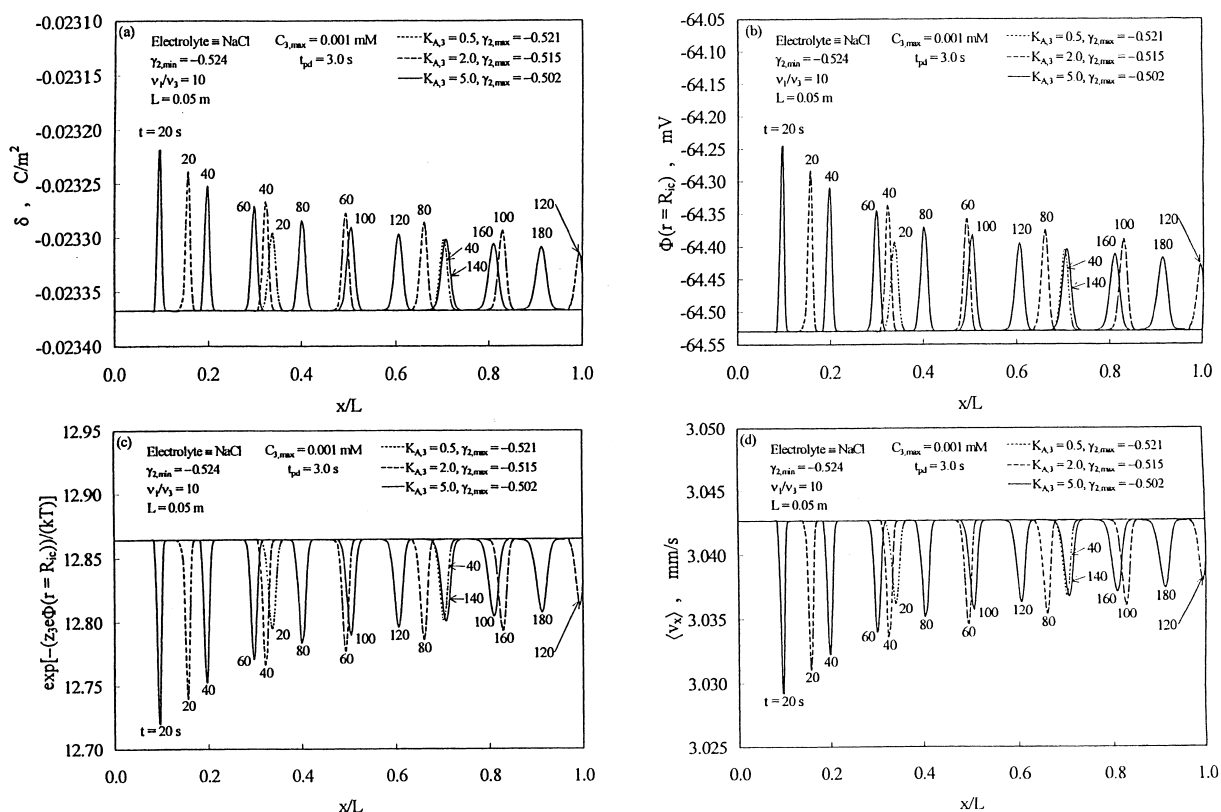 (a)
Electrolyte ≡ NaCl
γ2,min = −0.524
ν1/ν3 = 10
L = 0.05 m
C3,max = 0.001 mM
tpd = 3.0 s
KA,3 = 0.5, γ2,max = −0.521
KA,3 = 2.0, γ2,max = −0.515
KA,3 = 5.0, γ2,max = −0.502
-0.02310
-0.02315
-0.02320
-0.02325
-0.02330
-0.02335
-0.02340
δ , C/m²
t = 20 s
20
40
60
40
20
80
60
100
120
80
40
140
160
100
180
120
0.0 0.2 0.4 0.6 0.8 1.0
x/L
(b)
Electrolyte ≡ NaCl
γ2,min = −0.524
ν1/ν3 = 10
L = 0.05 m
C3,max = 0.001 mM
tpd = 3.0 s
KA,3 = 0.5, γ2,max = −0.521
KA,3 = 2.0, γ2,max = −0.515
KA,3 = 5.0, γ2,max = −0.502
-64.05
-64.10
-64.15
-64.20
-64.25
-64.30
-64.35
-64.40
-64.45
-64.50
-64.55
Φ(r = Ric) , mV
t = 20 s
20
40
60
40
20
80
60
100
120
80
40
140
160
100
180
120
0.0 0.2 0.4 0.6 0.8 1.0
x/L
(c)
Electrolyte ≡ NaCl
γ2,min = −0.524
ν1/ν3 = 10
L = 0.05 m
C3,max = 0.001 mM
tpd = 3.0 s
KA,3 = 0.5, γ2,max = −0.521
KA,3 = 2.0, γ2,max = −0.515
KA,3 = 5.0, γ2,max = −0.502
12.95
12.90
12.85
12.80
12.75
12.70
exp[-(z3eΦ(r = Ric))/(kT)]
t = 20 s
20
40
60
40
20
80
60
100
120
80
40
140
100
160
180
120
0.0 0.2 0.4 0.6 0.8 1.0
x/L
(d)
Electrolyte ≡ NaCl
γ2,min = −0.524
ν1/ν3 = 10
L = 0.05 m
C3,max = 0.001 mM
tpd = 3.0 s
KA,3 = 0.5, γ2,max = −0.521
KA,3 = 2.0, γ2,max = −0.515
KA,3 = 5.0, γ2,max = −0.502
3.050
3.045
3.040
3.035
3.030
3.025
⟨vx⟩ , mm/s
t = 20 s
20
40
60
40
20
80
60
100
120
80
40
140
160
100
180
120
0.0 0.2 0.4 0.6 0.8 1.0
x/L